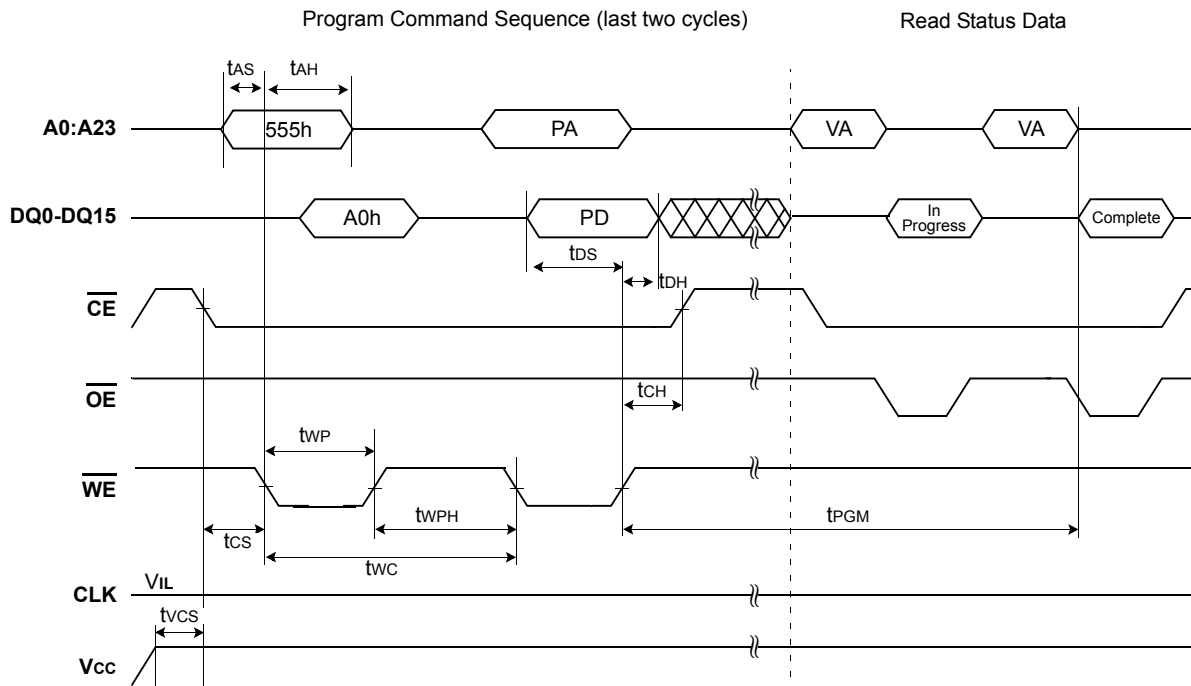 Program Command Sequence (last two cycles)
Read Status Data
tAS
tAH
A0:A23
555h
PA
VA
VA
DQ0-DQ15
A0h
PD
In
Progress
Complete
tDS
tDH
CE
OE
tCH
tWP
WE
tWPH
tPGM
tCS
tWC
VIL
CLK
tVCS
Vcc